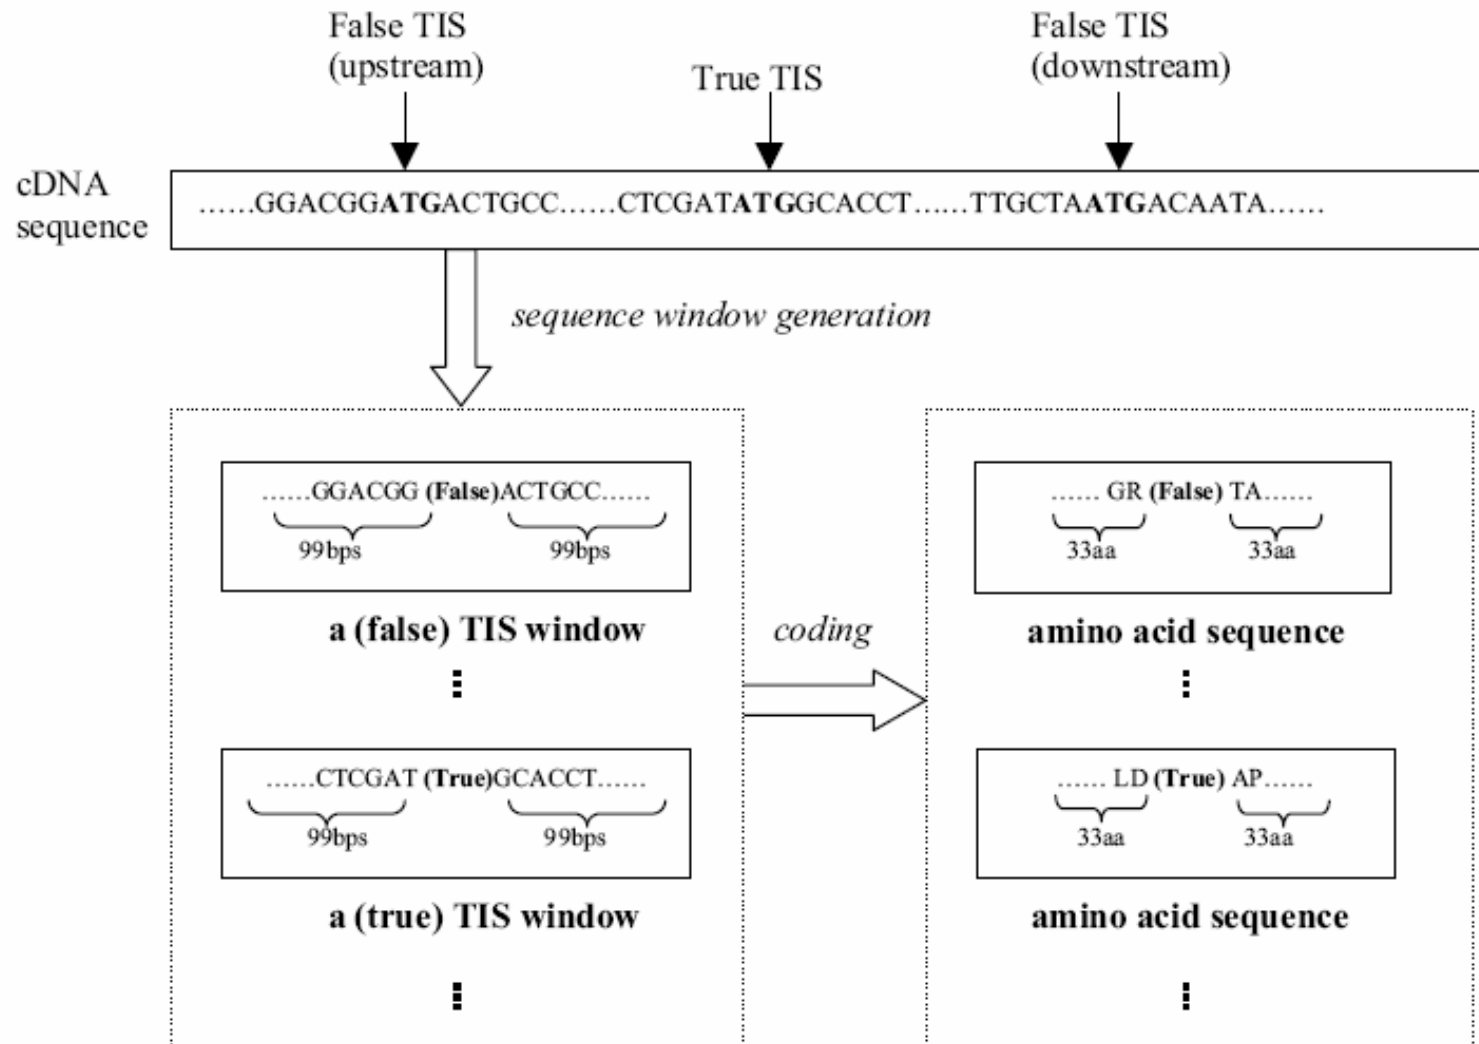 False TIS
(upstream)
True TIS
False TIS
(downstream)
cDNA
sequence
......GGACGGATGACTGCC......CTCGATATGGCACCT......TTGCTAATGACAATA......
sequence window generation
......GGACGG (False)ACTGCC......
99bps
99bps
a (false) TIS window
...... GR (False) TA......
33aa
33aa
amino acid sequence
coding
......CTCGAT (True)GCACCT......
99bps
99bps
a (true) TIS window
...... LD (True) AP......
33aa
33aa
amino acid sequence